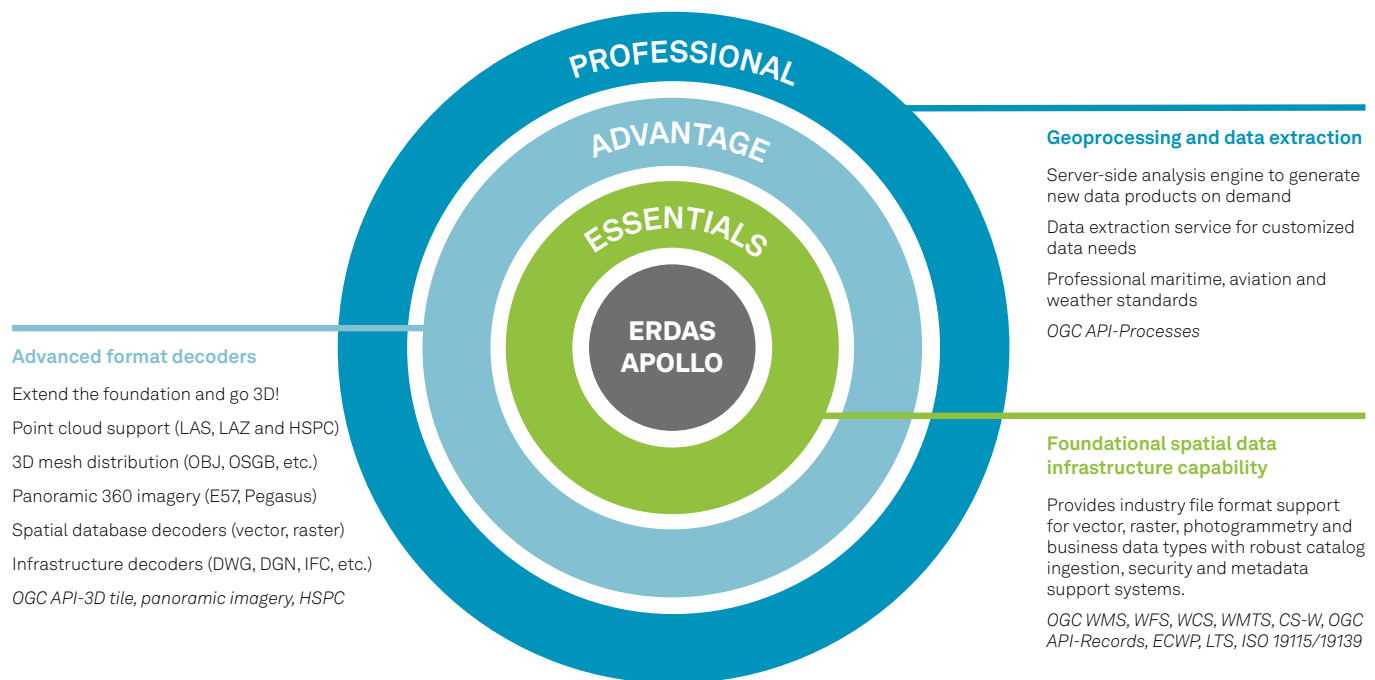 PROFESSIONAL
ADVANTAGE
ESSENTIALS
ERDAS
APOLLO
Advanced format decoders
Extend the foundation and go 3D!
Point cloud support (LAS, LAZ and HSPC)
3D mesh distribution (OBJ, OSGB, etc.)
Panoramic 360 imagery (E57, Pegasus)
Spatial database decoders (vector, raster)
Infrastructure decoders (DWG, DGN, IFC, etc.)
OGC API-3D tile, panoramic imagery, HSPC
Geoprocessing and data extraction
Server-side analysis engine to generate
new data products on demand
Data extraction service for customized
data needs
Professional maritime, aviation and
weather standards
OGC API-Processes
Foundational spatial data
infrastructure capability
Provides industry file format support
for vector, raster, photogrammetry and
business data types with robust catalog
ingestion, security and metadata
support systems.
OGC WMS, WFS, WCS, WMTS, CS-W, OGC
API-Records, ECWP, LTS, ISO 19115/19139